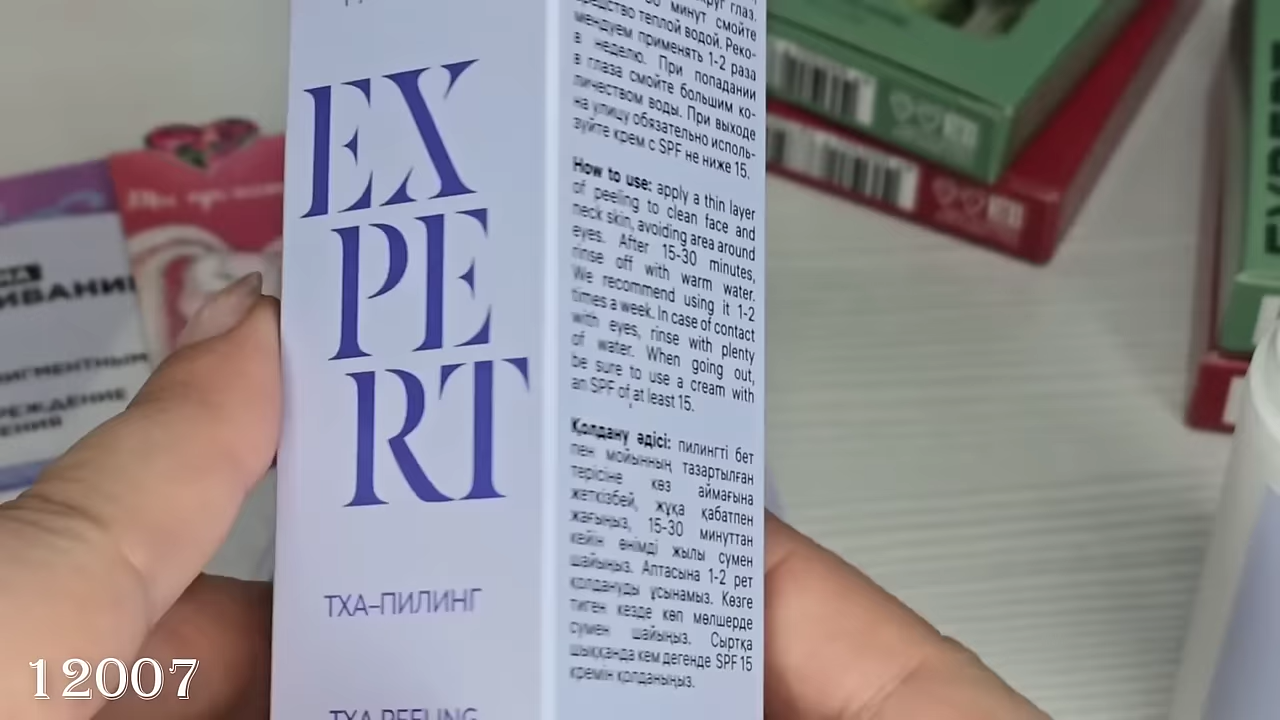 EX
PE
RT
ТХА-ПИЛИНГ
TXA PEELING
минут смойте
средство теплой водой. Реко-
мендуем применять 1-2 раза
в неделю. При попадании
в глаза смойте большим ко-
личеством воды. При выходе
на улицу обязательно исполь-
зуйте крем с SPF не ниже 15.
How to use: apply a thin layer
of peeling to clean face and
neck skin, avoiding area around
eyes. After 15-30 minutes,
rinse off with warm water.
We recommend using it 1-2
times a week. In case of contact
with eyes, rinse with plenty
of water. When going out,
be sure to use a cream with
an SPF of at least 15.
Қолдану әдісі: пилингті бет
пен мойынның тазартылған
терісіне көз аймағына
жеткізбей, жұқа қабатпен
жағыңыз, 15-30 минуттан
кейін өнімді жылы сумен
шайыңыз. Аптасына 1-2 рет
қолдануды ұсынамыз. Көзге
тиген кезде көп мөлшерде
сумен шайыңыз. Сыртқа
шыққанда кем дегенде SPF 15
кремін қолданыңыз.
12007